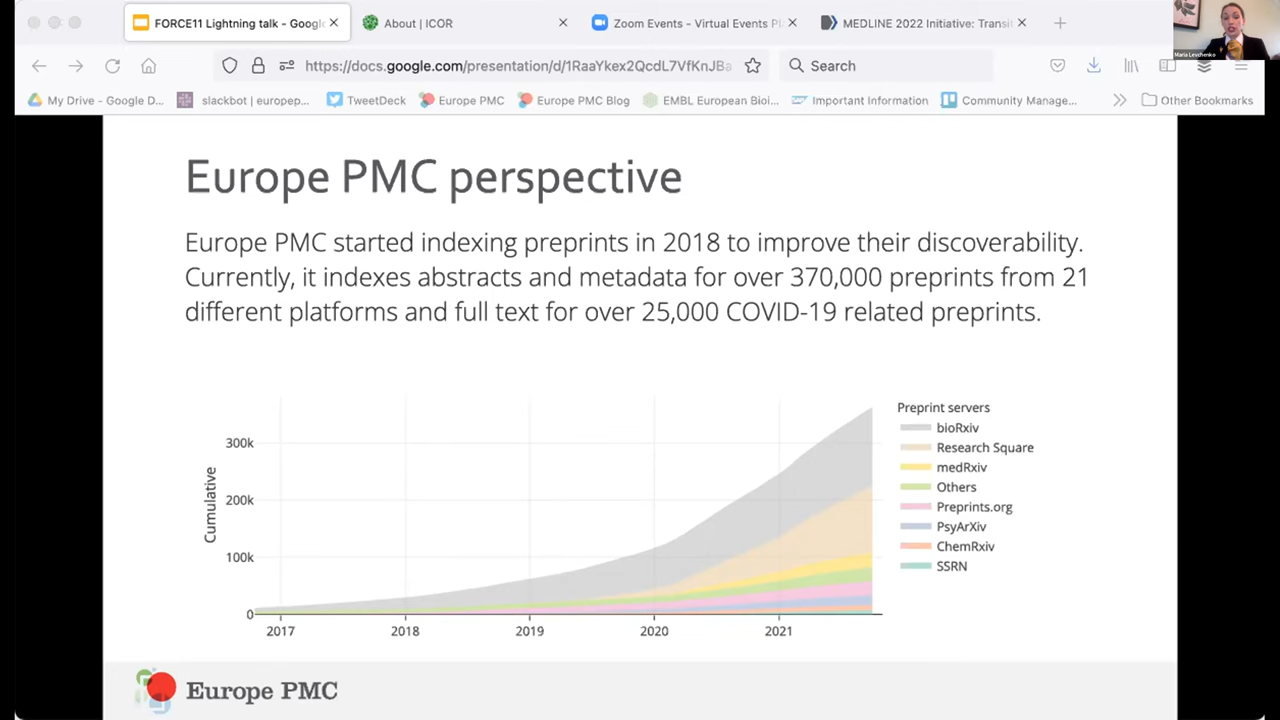 FORCE11 Lightning talk - Googl
About | ICOR
Zoom Events - Virtual Events Pl
MEDLINE 2022 Initiative: Transit
Maria Levchenko
https://docs.google.com/presentation/d/1RaaYkex2QcdL7VfKnJBa
Search
My Drive - Google D...
slackbot | europep...
TweetDeck
Europe PMC
Europe PMC Blog
EMBL European Bioi...
Important Information
Community Manage...
Other Bookmarks
Europe PMC perspective
Europe PMC started indexing preprints in 2018 to improve their discoverability.
Currently, it indexes abstracts and metadata for over 370,000 preprints from 21
different platforms and full text for over 25,000 COVID-19 related preprints.
Cumulative
300k
200k
100k
0
2017
2018
2019
2020
2021
Preprint servers
bioRxiv
Research Square
medRxiv
Others
Preprints.org
PsyArXiv
ChemRxiv
SSRN
Europe PMC